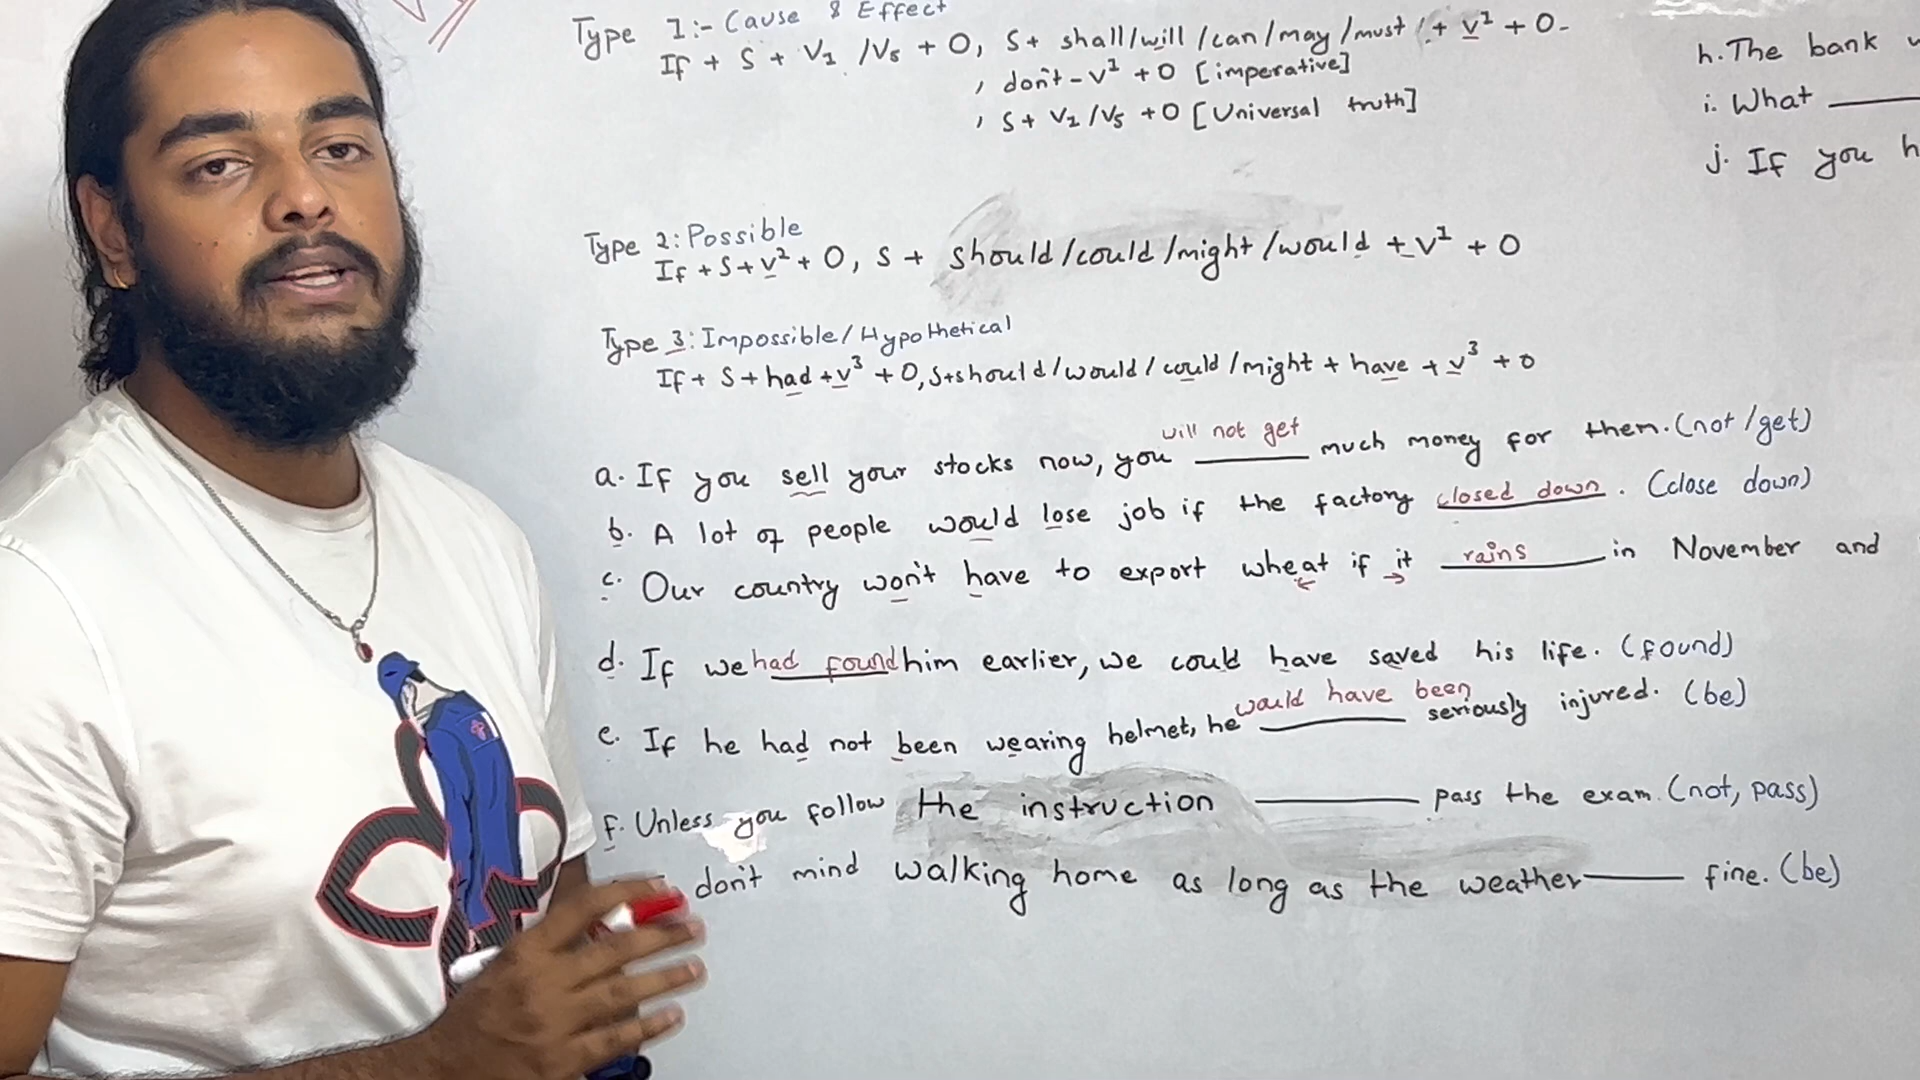 Type 1:- Cause & Effect
If + S + V1 /V5 + O, S+ shall/will /can/may/must /+ V1 + O.
, don't - V1 + O [imperative]
, S+ V1 /V5 + O [Universal truth]
Type 2: Possible
If + S + V2 + O, S + should/could/might/would + V1 + O
Type 3: Impossible/Hypothetical
If + S + had + V3 + O, S+should/would/could/might + have + V3 + O
a. If you sell your stocks now, you will not get much money for them. (not/get)
b. A lot of people would lose job if the factory closed down. (close down)
c. Our country won't have to export wheat if it rains in November and
d. If we had found him earlier, we could have saved his life. (found)
e. If he had not been wearing helmet, he would have been seriously injured. (be)
f. Unless you follow the instruction ______ pass the exam. (not, pass)
don't mind walking home as long as the weather ______ fine. (be)
h. The bank
i. What ______
j. If you h